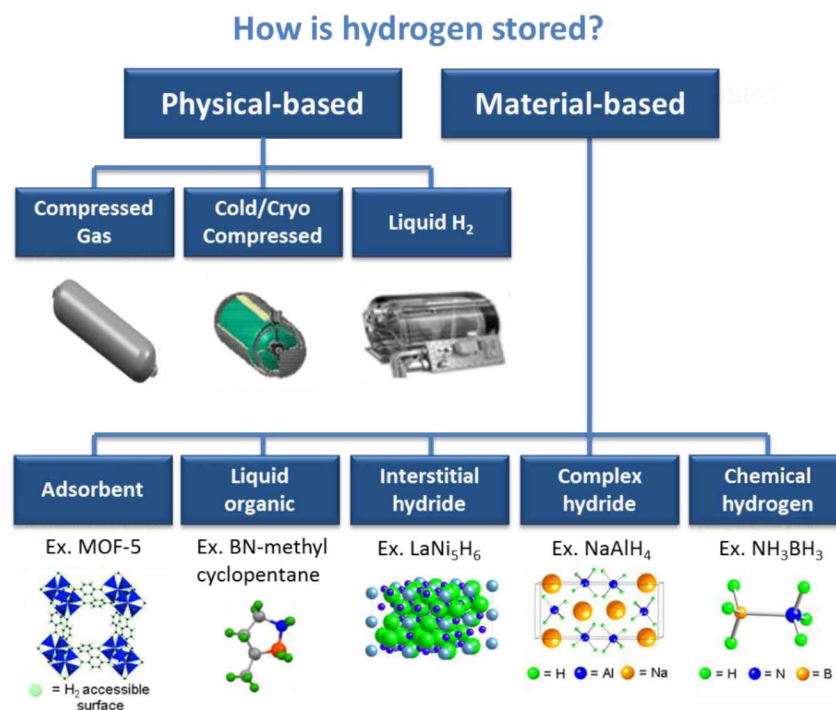 How is hydrogen stored?
Physical-based
Material-based
Compressed
Gas
Cold/Cryo
Compressed
Liquid H₂
Adsorbent
Liquid
organic
Interstitial
hydride
Complex
hydride
Chemical
hydrogen
Ex. MOF-5
Ex. BN-methyl
cyclopentane
Ex. LaNi₅H₆
Ex. NaAlH₄
Ex. NH₃BH₃
= H₂ accessible
surface
= H = Al = Na
= H = N = B